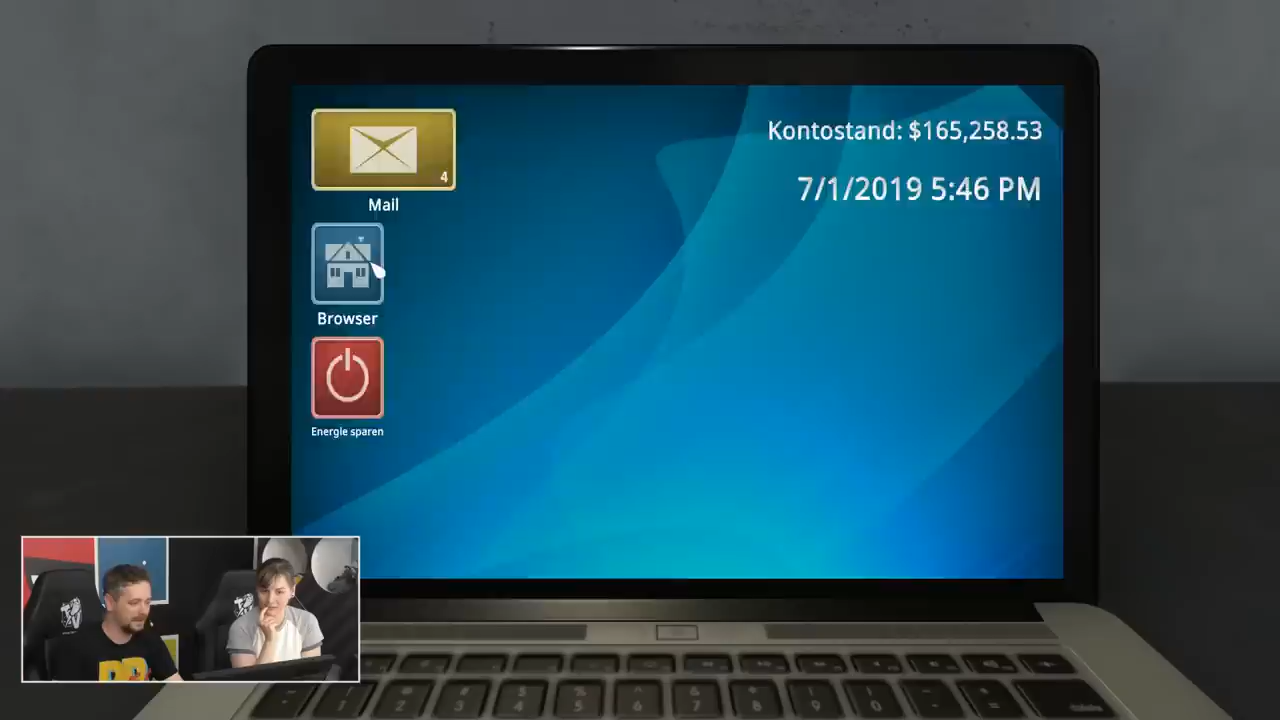 Kontostand: $165,258.53
7/1/2019 5:46 PM
4
Mail
Browser
Energie sparen